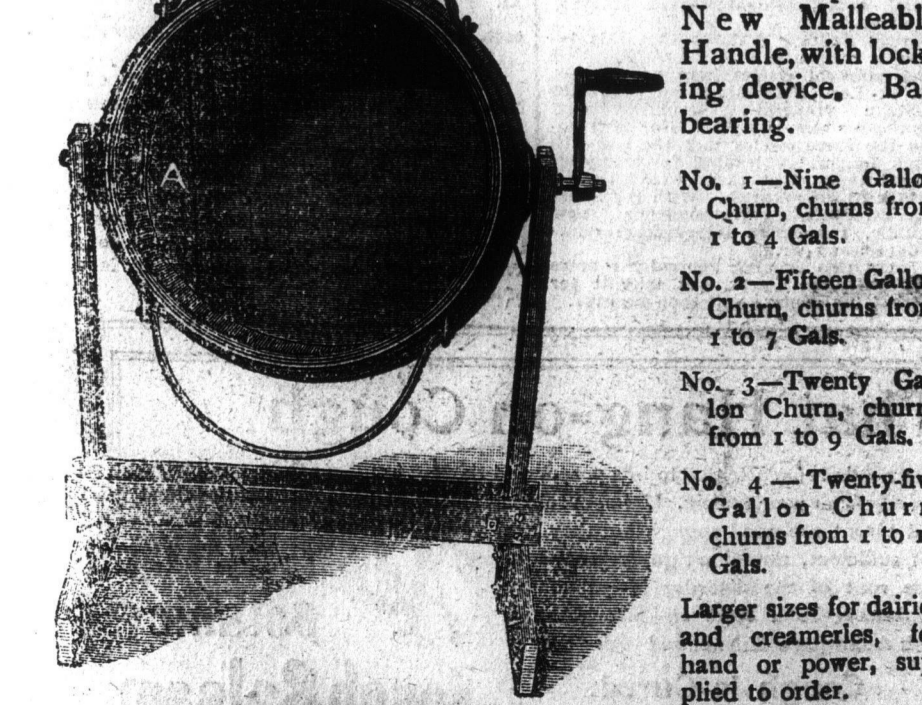 New Malleabl
Handle, with lock
ing device. Ba
bearing.
A
No. 1—Nine Gallo
Churn, churns fro
1 to 4 Gals.
No. 2—Fifteen Gallo
Churn, churns fro
1 to 7 Gals.
No. 3—Twenty Ga
lon Churn, churn
from 1 to 9 Gals.
No. 4—Twenty-fiv
Gallon Churn
churns from 1 to 1
Gals.
Larger sizes for dairi
and creameries, fo
hand or power, su
plied to order.